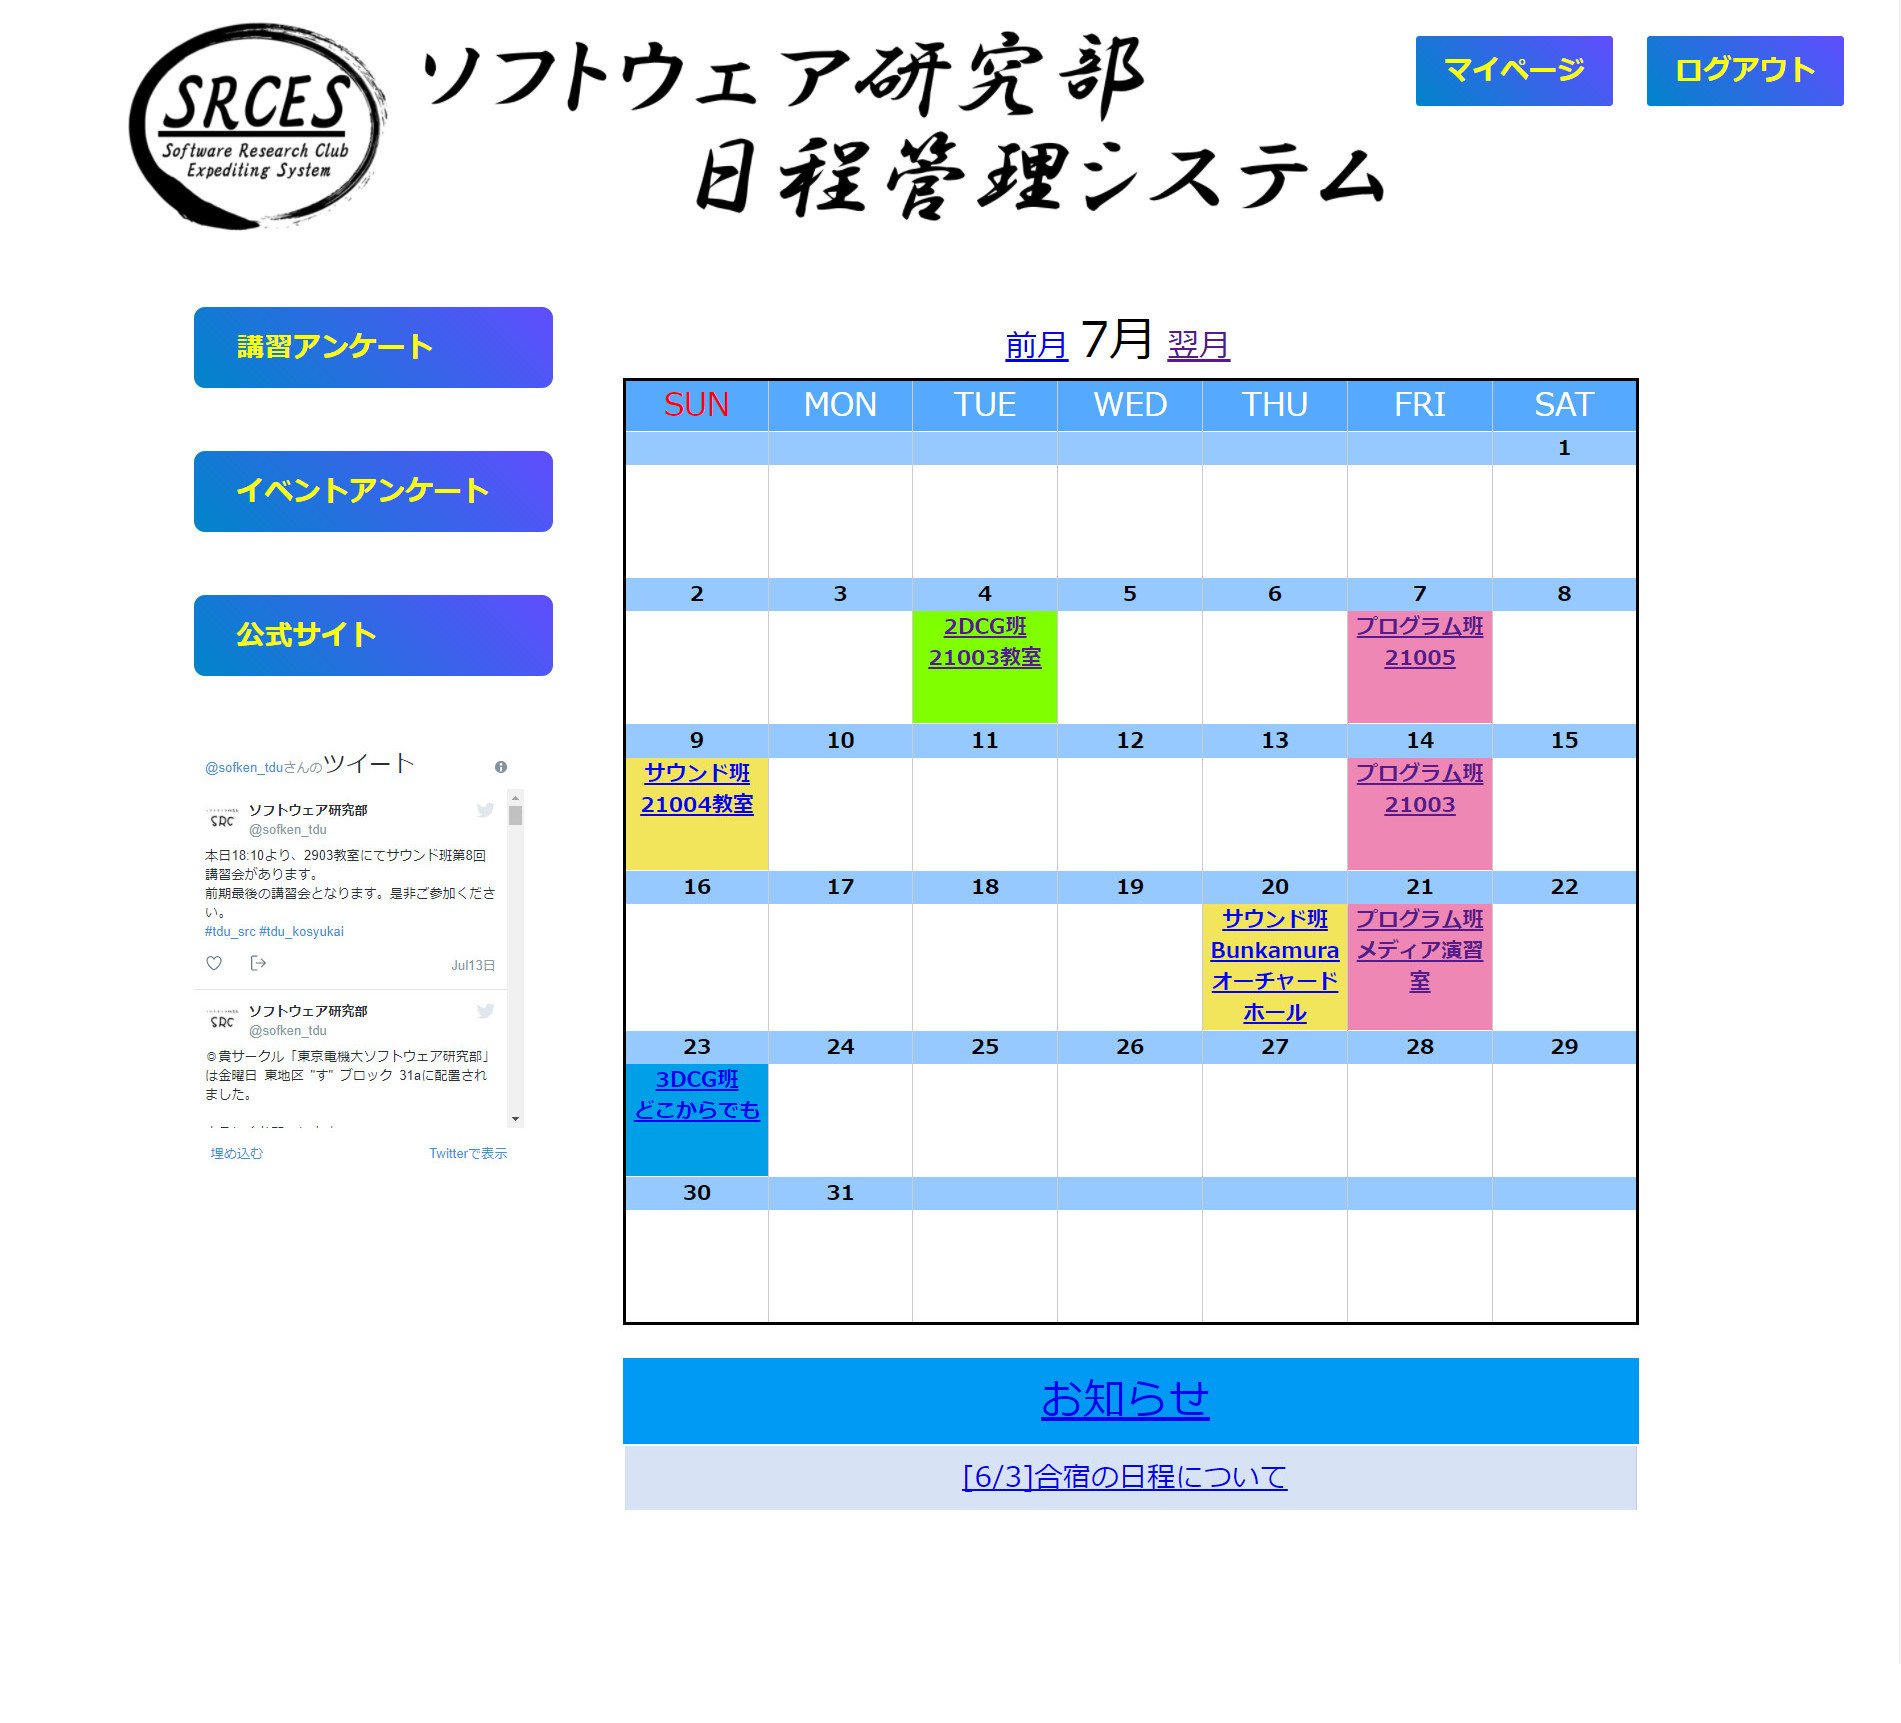 SRCES
Software Research Club
Expediting System
ソフトウェア研究部
日程管理システム
マイページ
ログアウト
講習アンケート
イベントアンケート
公式サイト
@sofken_tduさんのツイート
SRC
ソフトウェア研究部
@sofken_tdu
本日18:10より、2903教室にてサウンド班第8回
講習会があります。
前期最後の講習会となります。是非ご参加くださ
い。
#tdu_src #tdu_kosyukai
Jul13日
SRC
ソフトウェア研究部
@sofken_tdu
◎貴サークル「東京電機大ソフトウェア研究部」
は金曜日 東地区 "す" ブロック 31aに配置され
ました。
埋め込む
Twitterで表示
前月 7月 翌月
SUN MON TUE WED THU FRI SAT
1
2 3 4 5 6 7 8
2DCG班
21003教室
プログラム班
21005
9 10 11 12 13 14 15
サウンド班
21004教室
プログラム班
21003
16 17 18 19 20 21 22
サウンド班
Bunkamura
オーチャード
ホール
プログラム班
メディア演習
室
23 24 25 26 27 28 29
3DCG班
どこからでも
30 31
お知らせ
[6/3]合宿の日程について